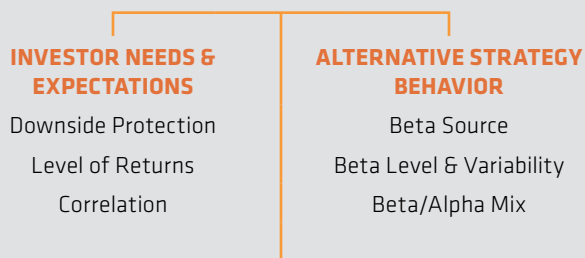 INVESTOR NEEDS &
EXPECTATIONS
Downside Protection
Level of Returns
Correlation
ALTERNATIVE STRATEGY
BEHAVIOR
Beta Source
Beta Level & Variability
Beta/Alpha Mix